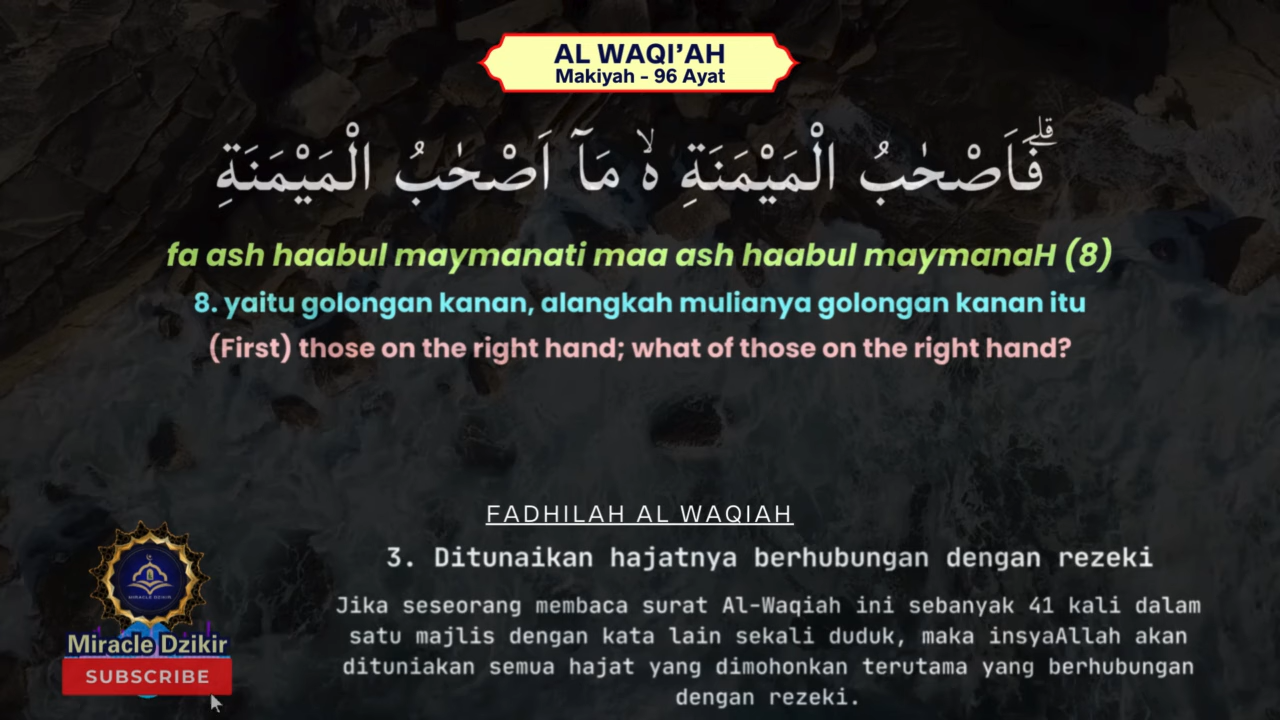 AL WAQI’AH
Makiyah - 96 Ayat
فَاَصْحٰبُ الْمَيْمَنَةِ ەۙ مَآ اَصْحٰبُ الْمَيْمَنَةِۗ
fa ash haabul maymanati maa ash haabul maymanaH (8)
8. yaitu golongan kanan, alangkah mulianya golongan kanan itu
(First) those on the right hand; what of those on the right hand?
FADHILAH AL WAQIAH
3. Ditunaikan hajatnya berhubungan dengan rezeki
Jika seseorang membaca surat Al-Waqiah ini sebanyak 41 kali dalam
satu majlis dengan kata lain sekali duduk, maka insyaAllah akan
dituniakan semua hajat yang dimohonkan terutama yang berhubungan
dengan rezeki.
MIRACLE DZIKIR
Miracle Dzikir
SUBSCRIBE